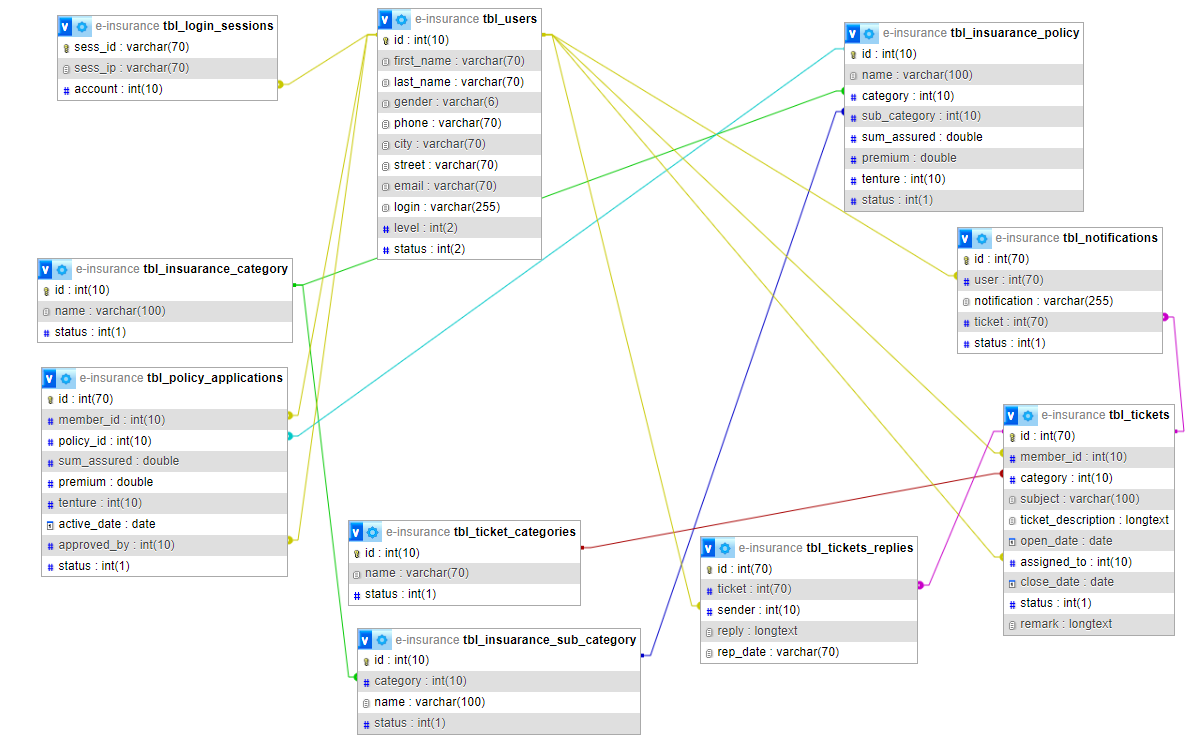 e-insurance tbl_login_sessions
sess_id : varchar(70)
sess_ip : varchar(70)
account : int(10)
e-insurance tbl_users
id : int(10)
first_name : varchar(70)
last_name : varchar(70)
gender : varchar(6)
phone : varchar(70)
city : varchar(70)
street : varchar(70)
email : varchar(70)
login : varchar(255)
level : int(2)
status : int(2)
e-insurance tbl_insuarance_policy
id : int(10)
name : varchar(100)
category : int(10)
sub_category : int(10)
sum_assured : double
premium : double
tenture : int(10)
status : int(1)
e-insurance tbl_notifications
id : int(70)
user : int(70)
notification : varchar(255)
ticket : int(70)
status : int(1)
e-insurance tbl_insuarance_category
id : int(10)
name : varchar(100)
status : int(1)
e-insurance tbl_policy_applications
id : int(70)
member_id : int(10)
policy_id : int(10)
sum_assured : double
premium : double
tenture : int(10)
active_date : date
approved_by : int(10)
status : int(1)
e-insurance tbl_tickets
id : int(70)
member_id : int(10)
category : int(10)
subject : varchar(100)
ticket_description : longtext
open_date : date
assigned_to : int(10)
close_date : date
status : int(1)
remark : longtext
e-insurance tbl_ticket_categories
id : int(10)
name : varchar(70)
status : int(1)
e-insurance tbl_tickets_replies
id : int(70)
ticket : int(70)
sender : int(10)
reply : longtext
rep_date : varchar(70)
e-insurance tbl_insuarance_sub_category
id : int(10)
category : int(10)
name : varchar(100)
status : int(1)